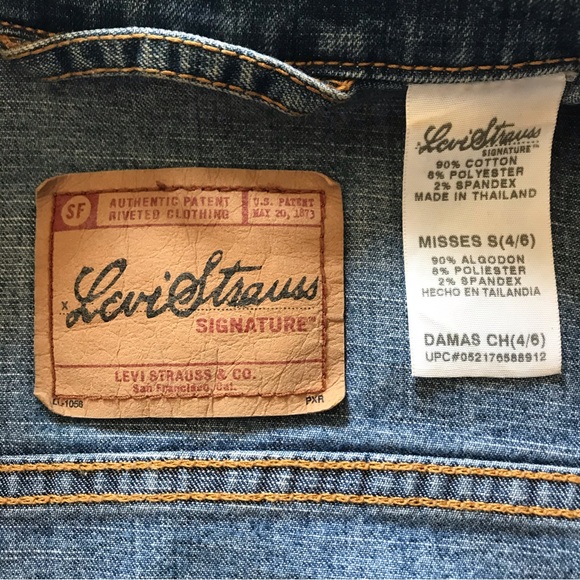 SF
AUTHENTIC PATENT
RIVETED CLOTHING
U.S. PATENT
MAY 20, 1873
x Levi Strauss
SIGNATURE™
LEVI STRAUSS & CO.
San Francisco, Cal.
PXR
Levi Strauss
SIGNATURE™
90% COTTON
8% POLYESTER
2% SPANDEX
MADE IN THAILAND
MISSES S(4/6)
90% ALGODON
8% POLIESTER
2% SPANDEX
HECHO EN TAILANDIA
DAMAS CH(4/6)
UPC#052176588912